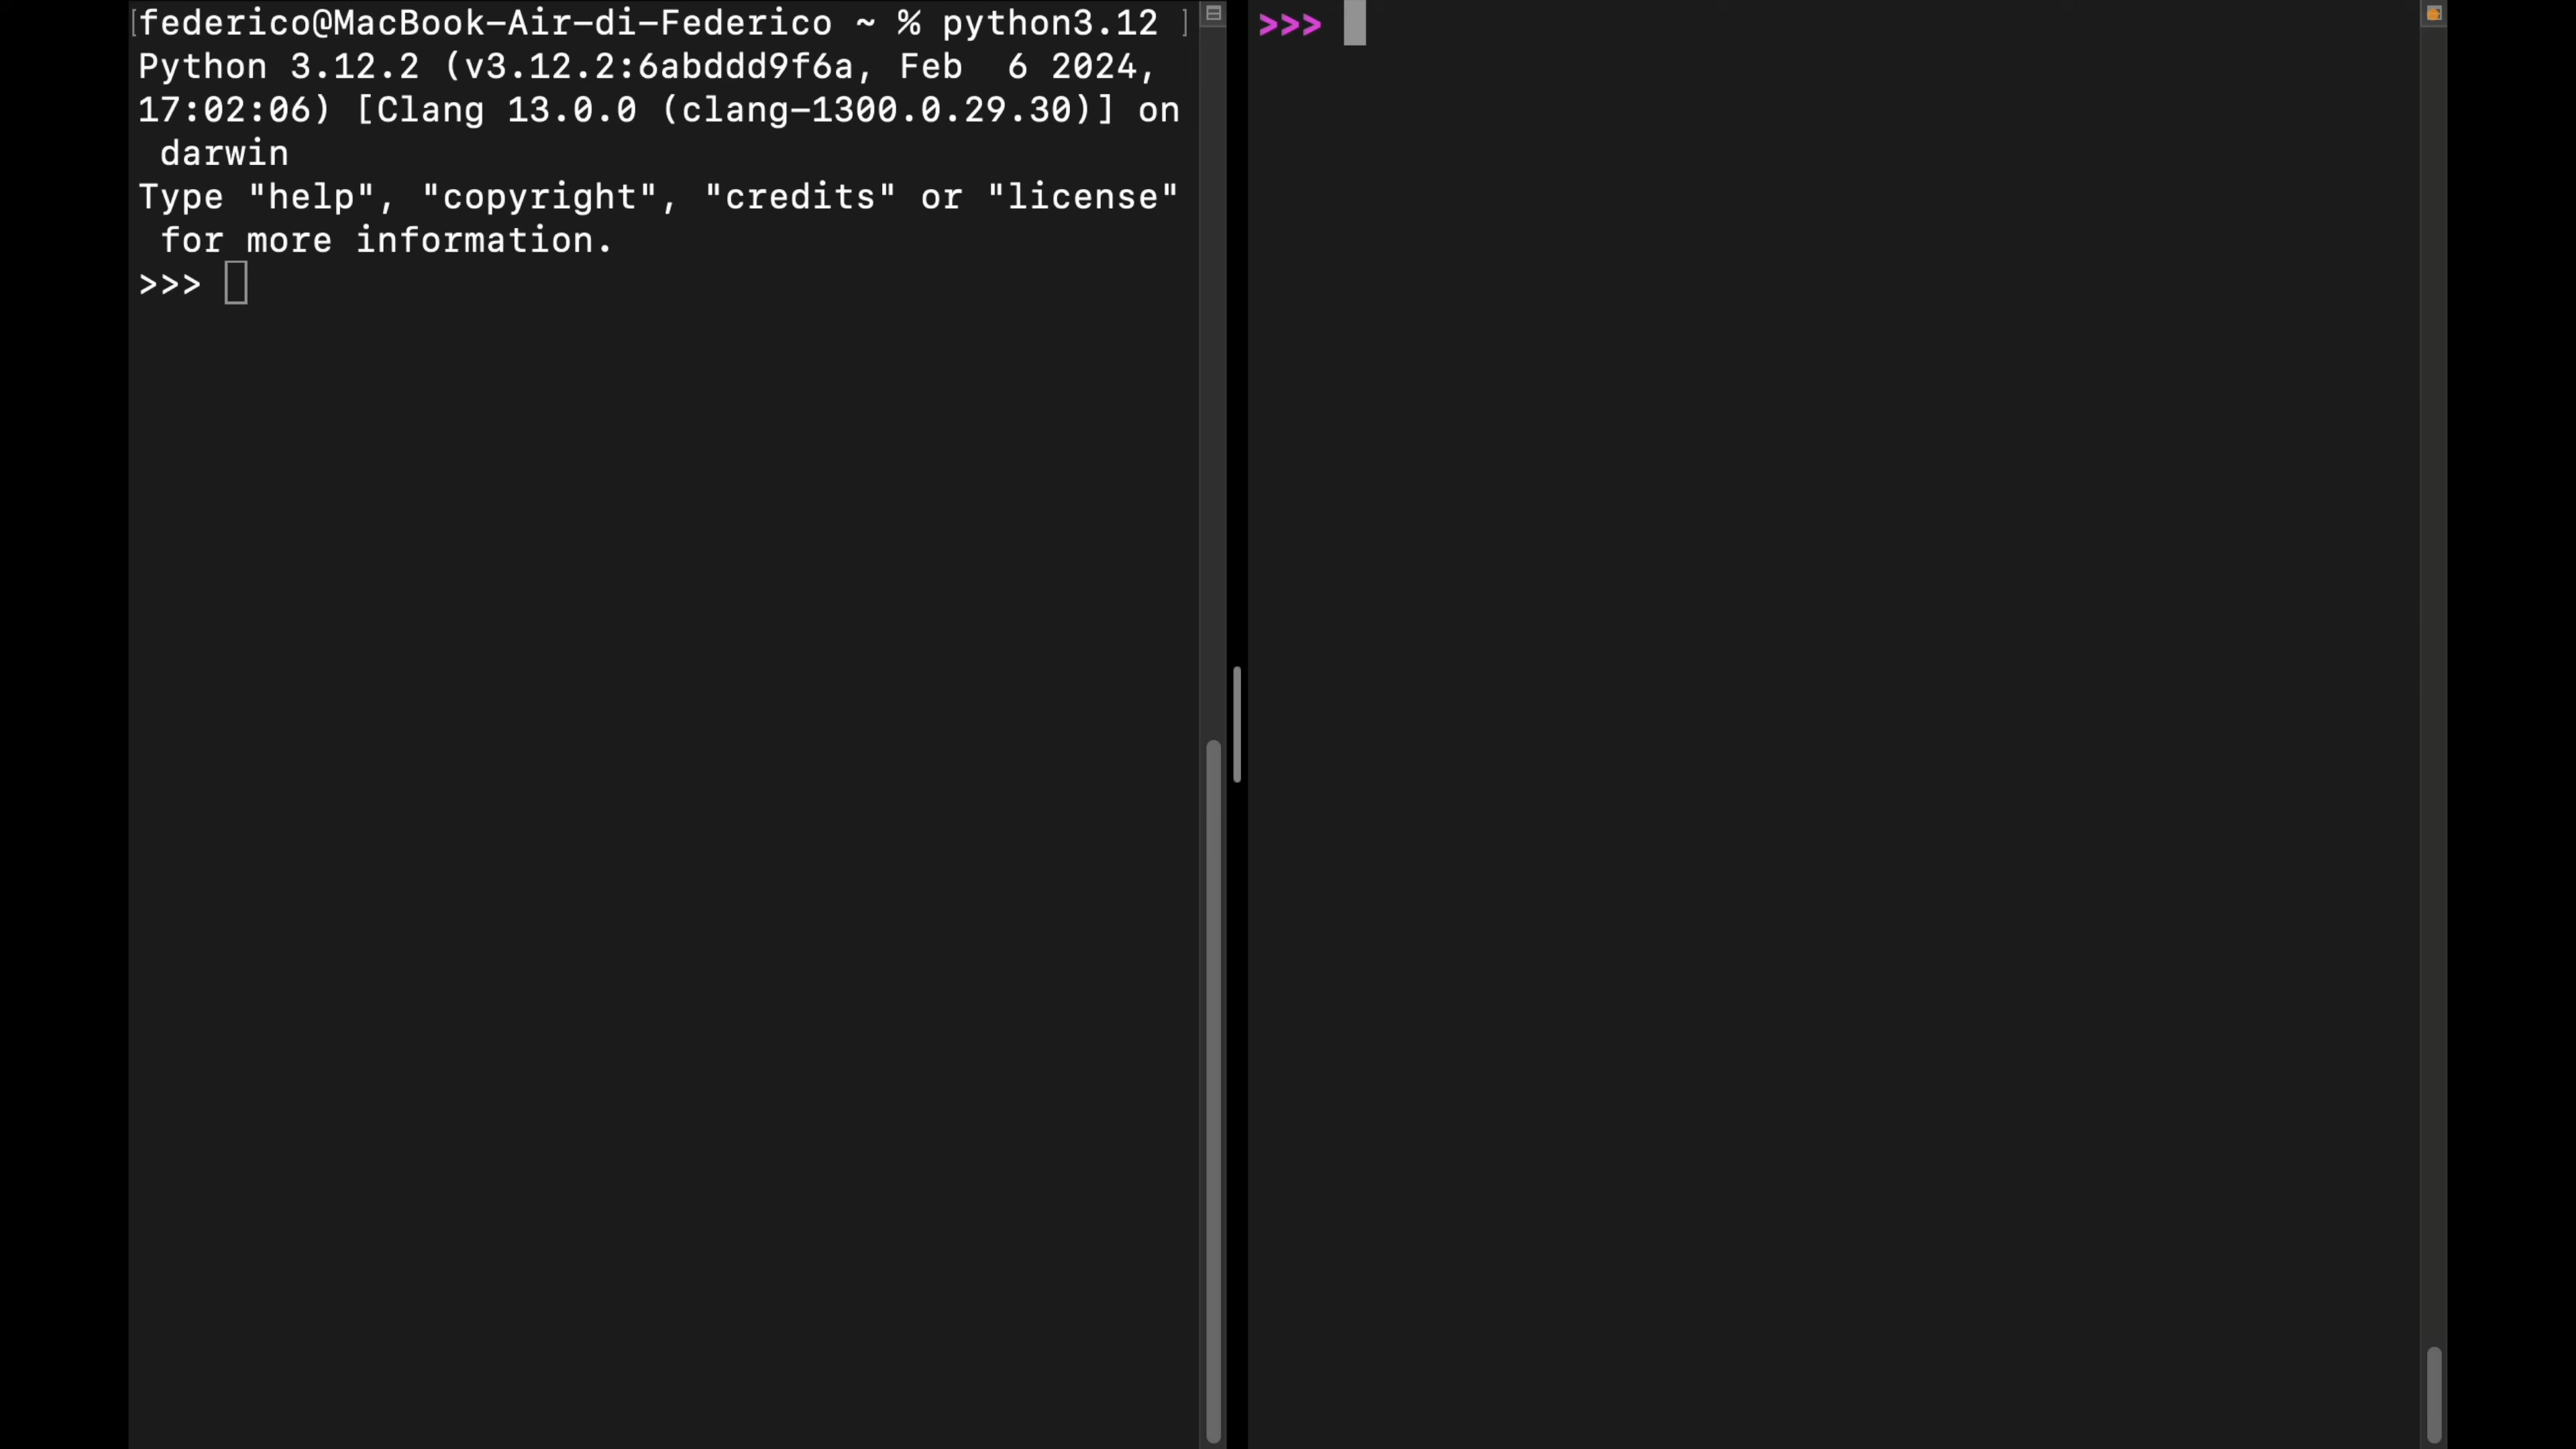 [federico@MacBook-Air-di-Federico ~ % python3.12 ]
Python 3.12.2 (v3.12.2:6abddd9f6a, Feb  6 2024,
17:02:06) [Clang 13.0.0 (clang-1300.0.29.30)] on
 darwin
Type "help", "copyright", "credits" or "license"
 for more information.
>>>
>>>